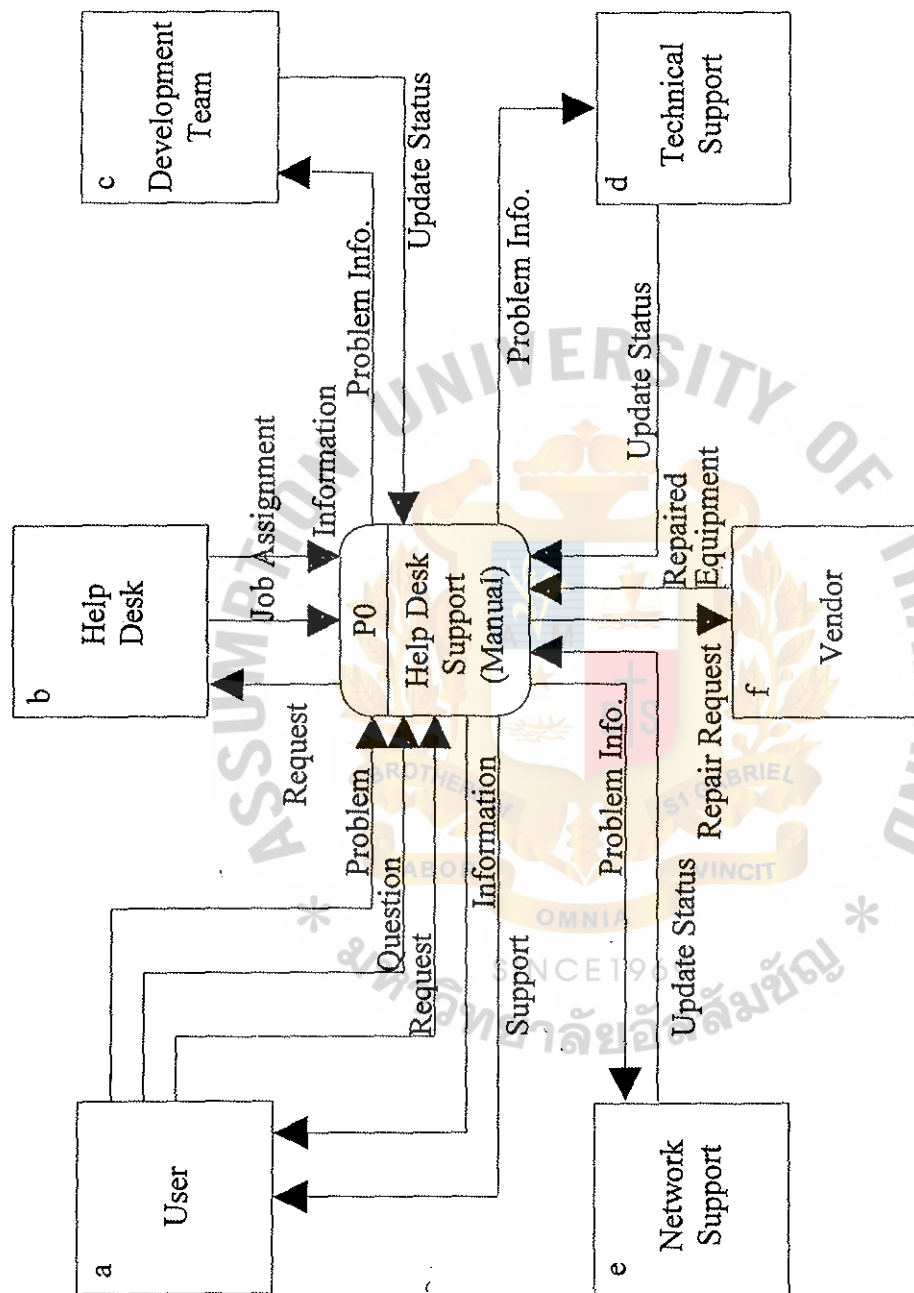 a
User
b
Help
Desk
c
Development
Team
Problem
Question
Request
Information
Support
Request
Job Assignment
Information
Problem Info.
Update Status
P0
Help Desk
Support
(Manual)
Problem Info.
Update Status
Problem Info.
Update Status
Repair Request
Repaired
Equipment
e
Network
Support
f
Vendor
d
Technical
Support
ASSUMPTION UNIVERSITY OF
BROTHERS
ST GABRIEL
LABOR
OMNIA
VINCIT
SINCE 196